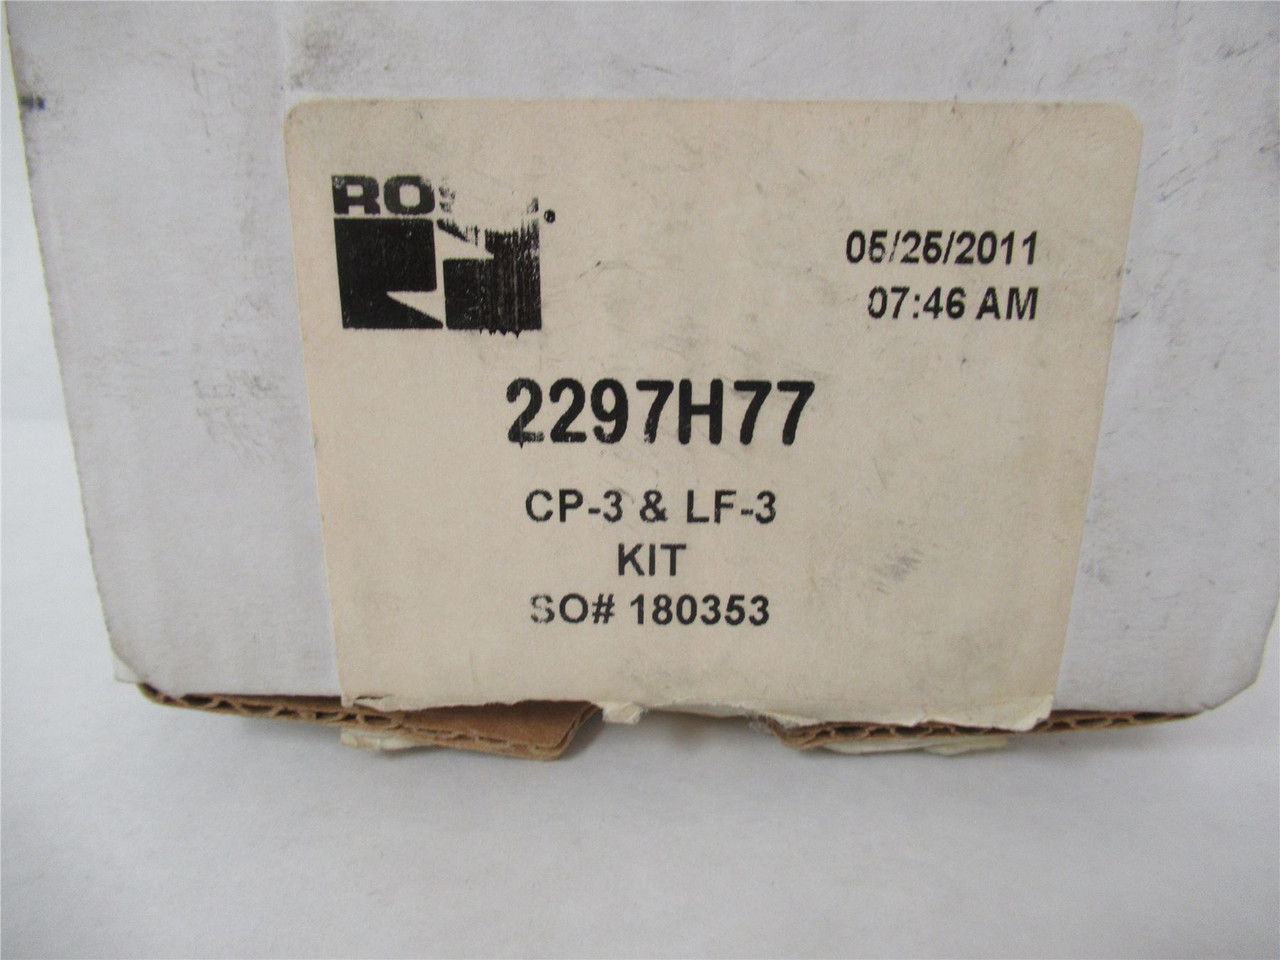 05/25/2011
07:46 AM
2297H77
CP-3 & LF-3
KIT
SO# 180353